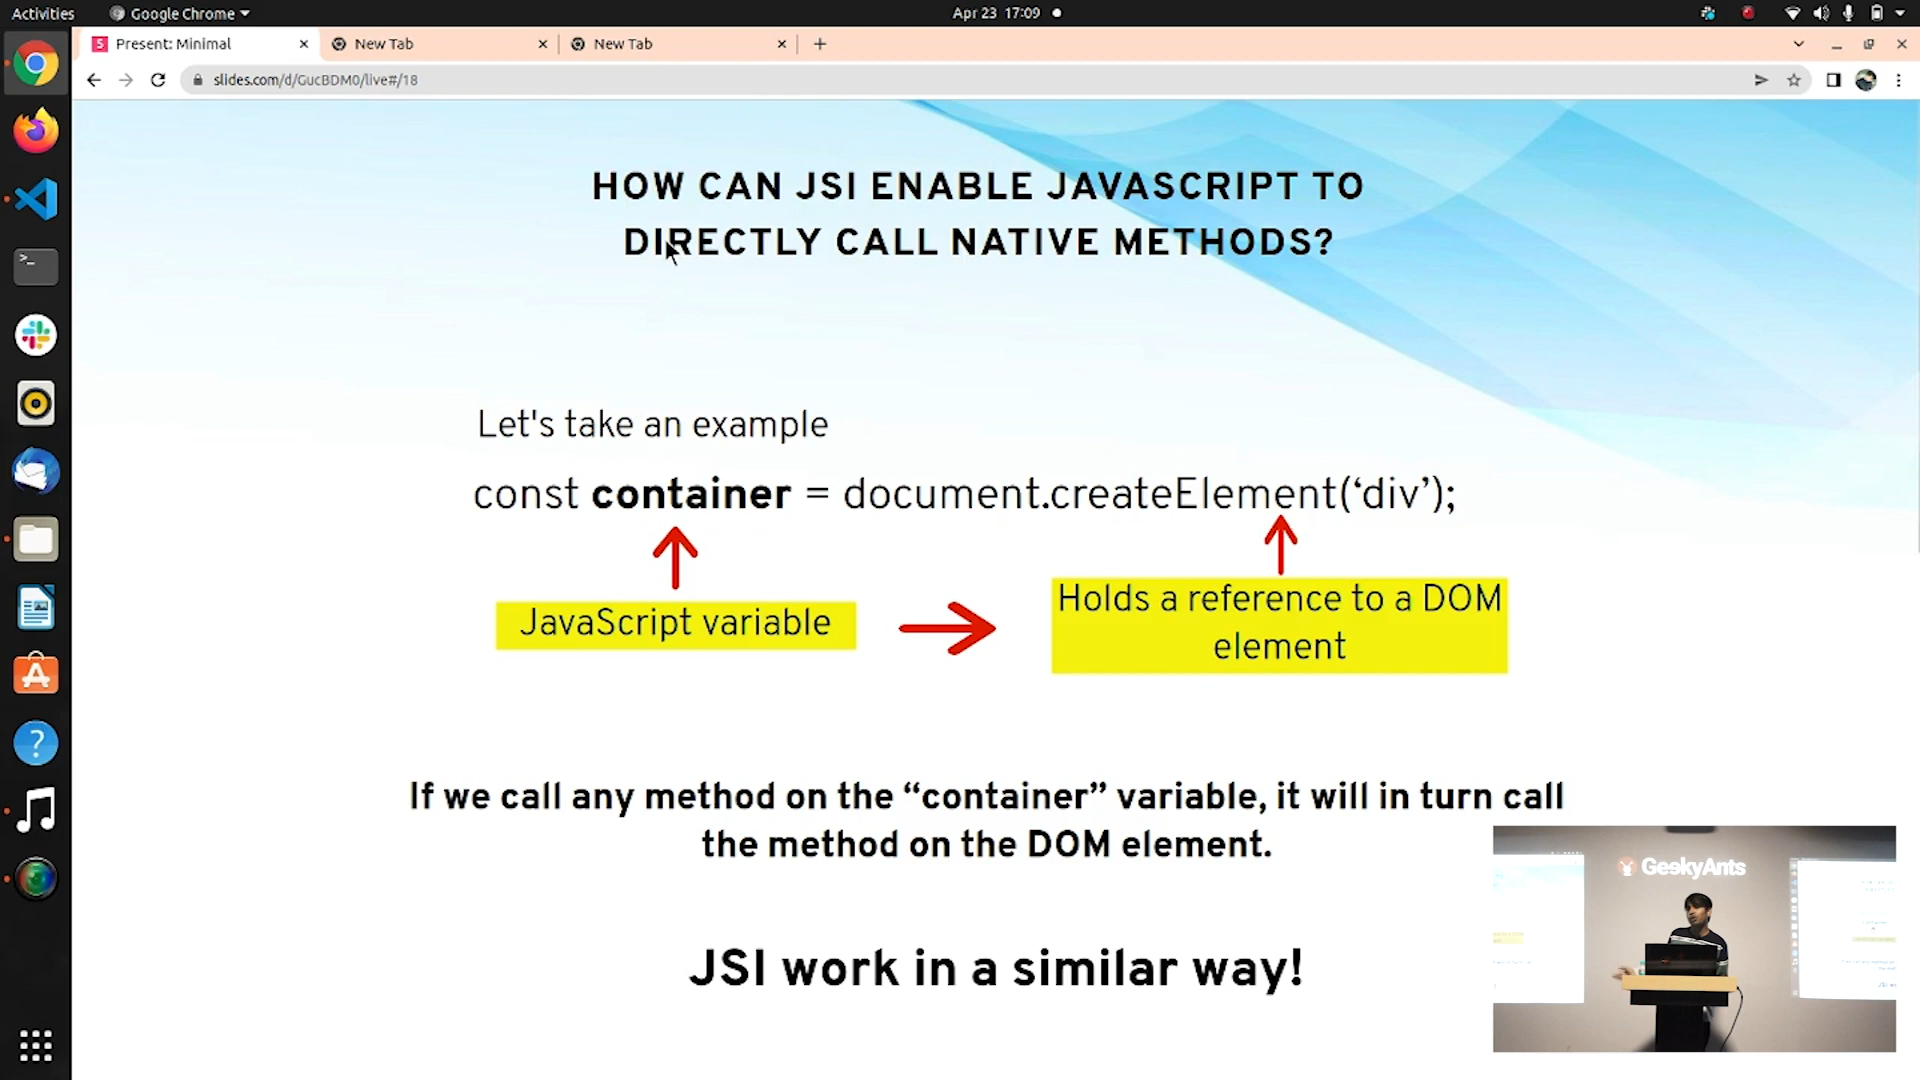 Activities
Google Chrome
Apr 23 17:09
Present: Minimal
New Tab
New Tab
slides.com/d/GucBDM0/live#/18
HOW CAN JSI ENABLE JAVASCRIPT TO
DIRECTLY CALL NATIVE METHODS?
Let's take an example
const container = document.createElement(‘div’);
JavaScript variable
Holds a reference to a DOM
element
If we call any method on the “container” variable, it will in turn call
the method on the DOM element.
JSI work in a similar way!
GeekyAnts